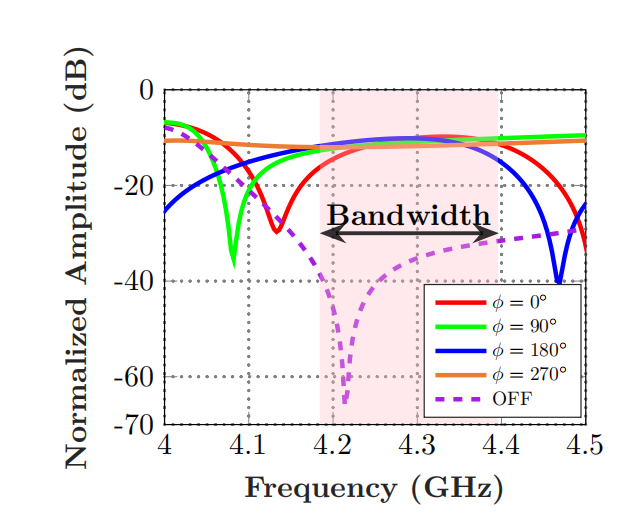 Normalized Amplitude (dB)
0
-20
-40
-60
-70
Bandwidth
ϕ = 0°
ϕ = 90°
ϕ = 180°
ϕ = 270°
OFF
4 4.1 4.2 4.3 4.4 4.5
Frequency (GHz)